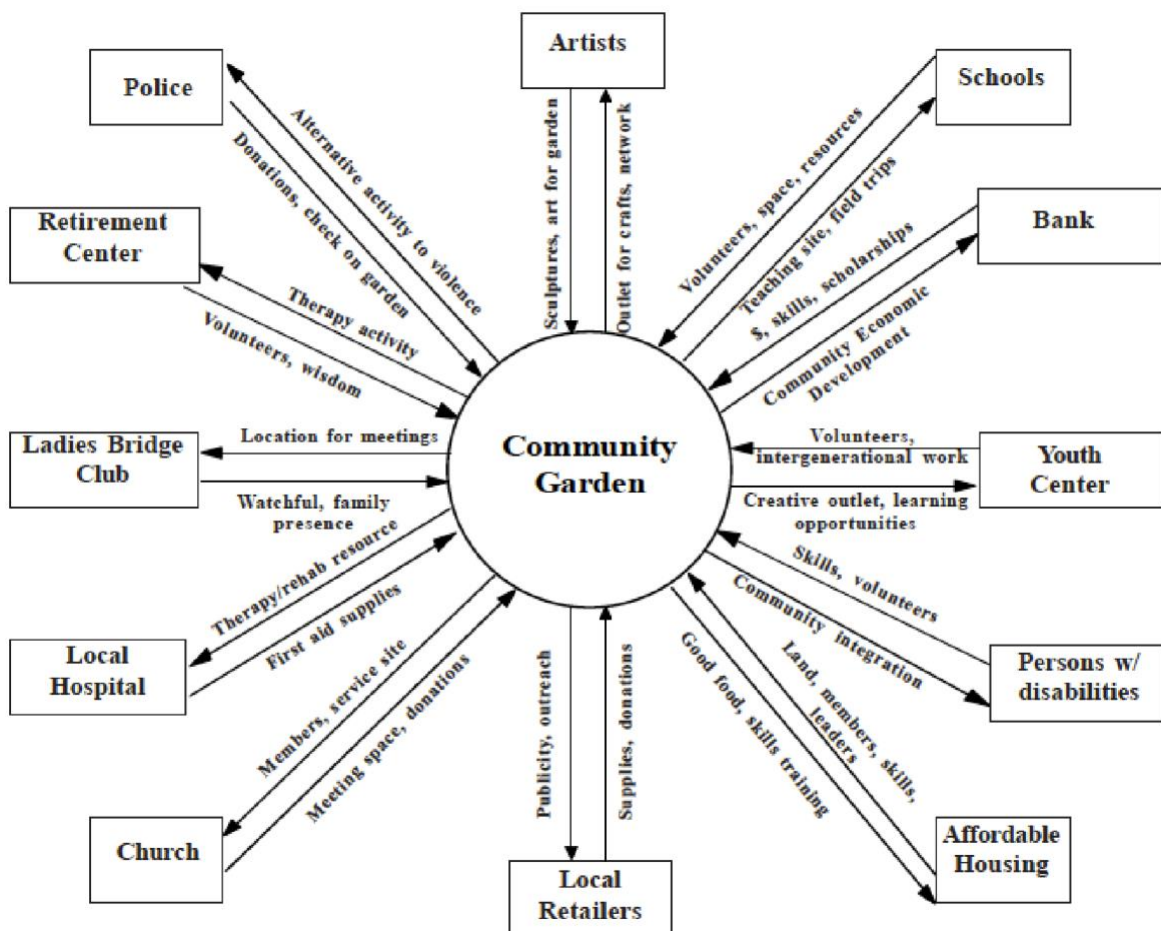 Artists
Police
Schools
Sculptures, art for garden
Outlet for crafts, network
Alternative activity to violence
Donations, check on garden
Volunteers, space, resources
Teaching site, field trips
Retirement
Center
Bank
Therapy activity
Volunteers, wisdom
$, skills, scholarships
Community Economic
Development
Ladies Bridge
Club
Location for meetings
Watchful, family
presence
Community
Garden
Volunteers,
intergenerational work
Creative outlet, learning
opportunities
Youth
Center
Therapy/rehab resource
First aid supplies
Local
Hospital
Skills, volunteers
Community integration
Persons w/
disabilities
Members, service site
Meeting space, donations
Church
Publicity, outreach
Supplies, donations
Local
Retailers
Land, members, skills,
leaders
Good food, skills training
Affordable
Housing